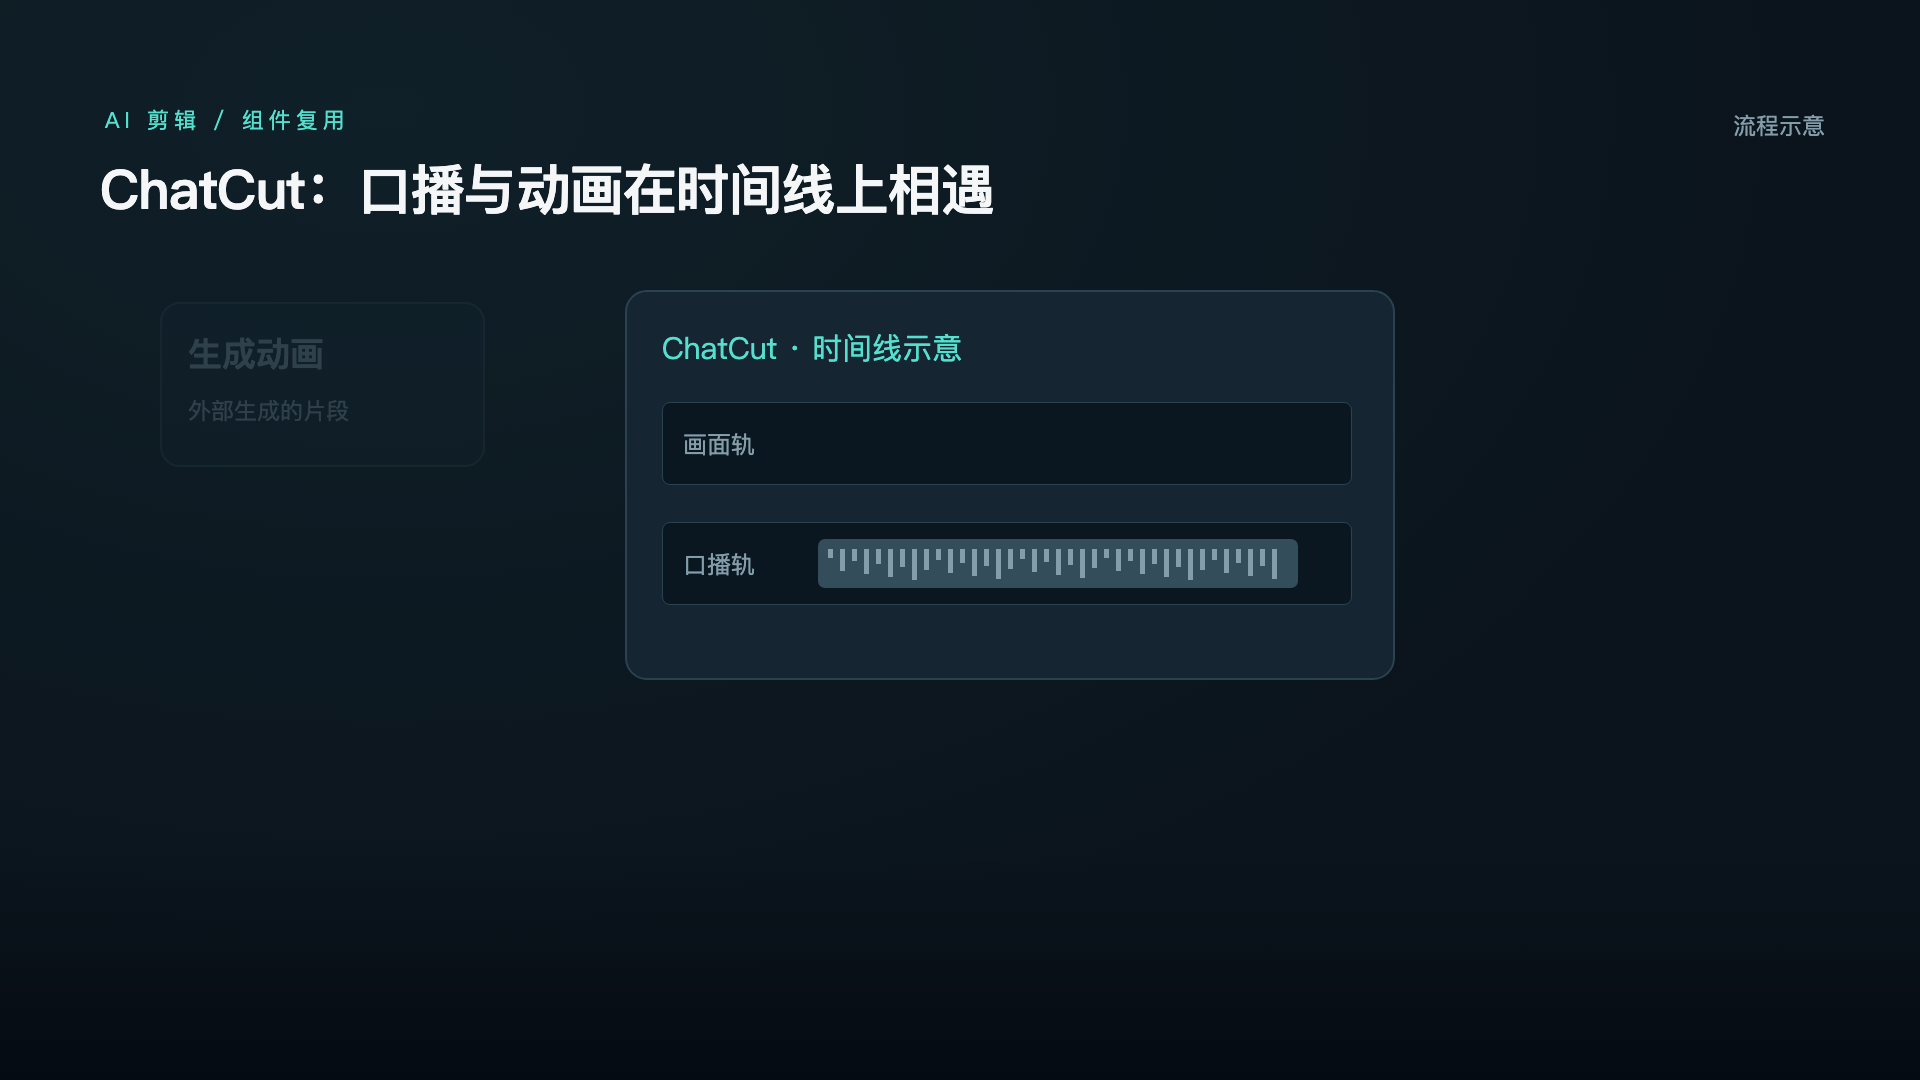 AI 剪辑 / 组件复用
流程示意
ChatCut：口播与动画在时间线上相遇
生成动画
外部生成的片段
ChatCut · 时间线示意
画面轨
口播轨